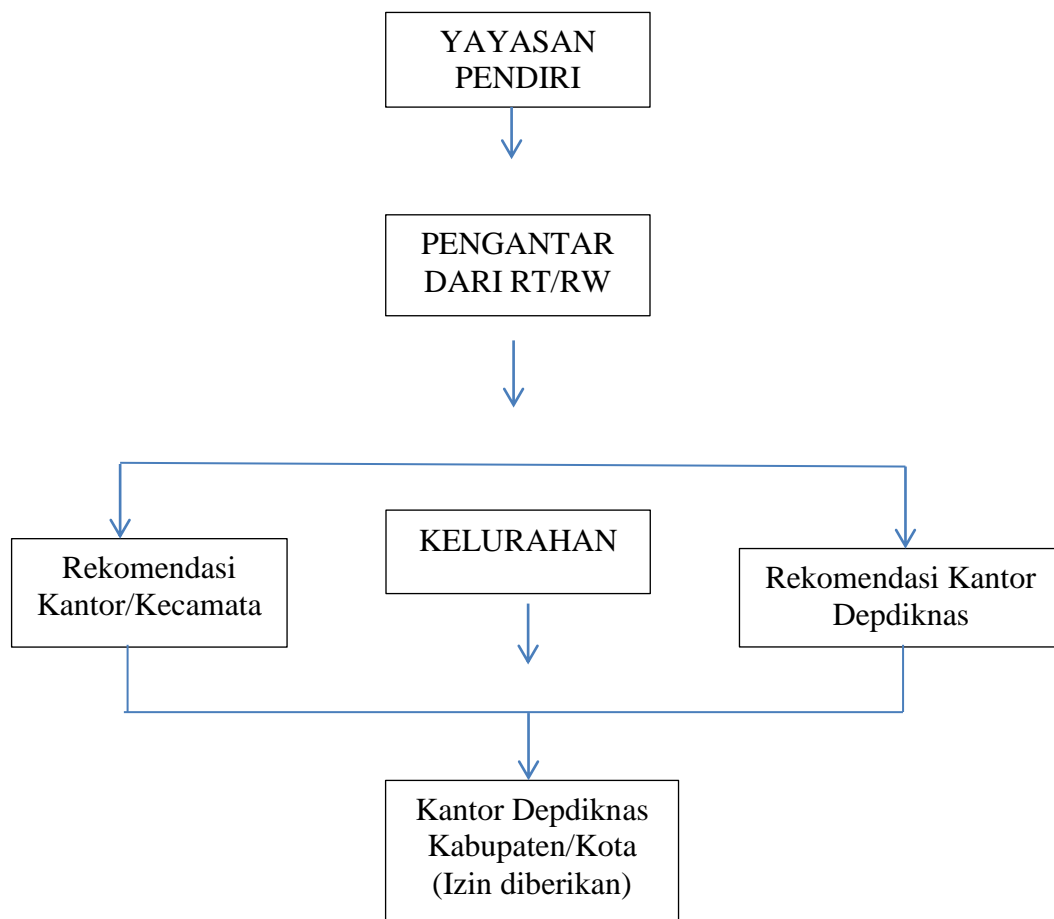 YAYASAN
PENDIRI
PENGANTAR
DARI RT/RW
Rekomendasi
Kantor/Kecamata
KELURAHAN
Rekomendasi Kantor
Depdiknas
Kantor Depdiknas
Kabupaten/Kota
(Izin diberikan)